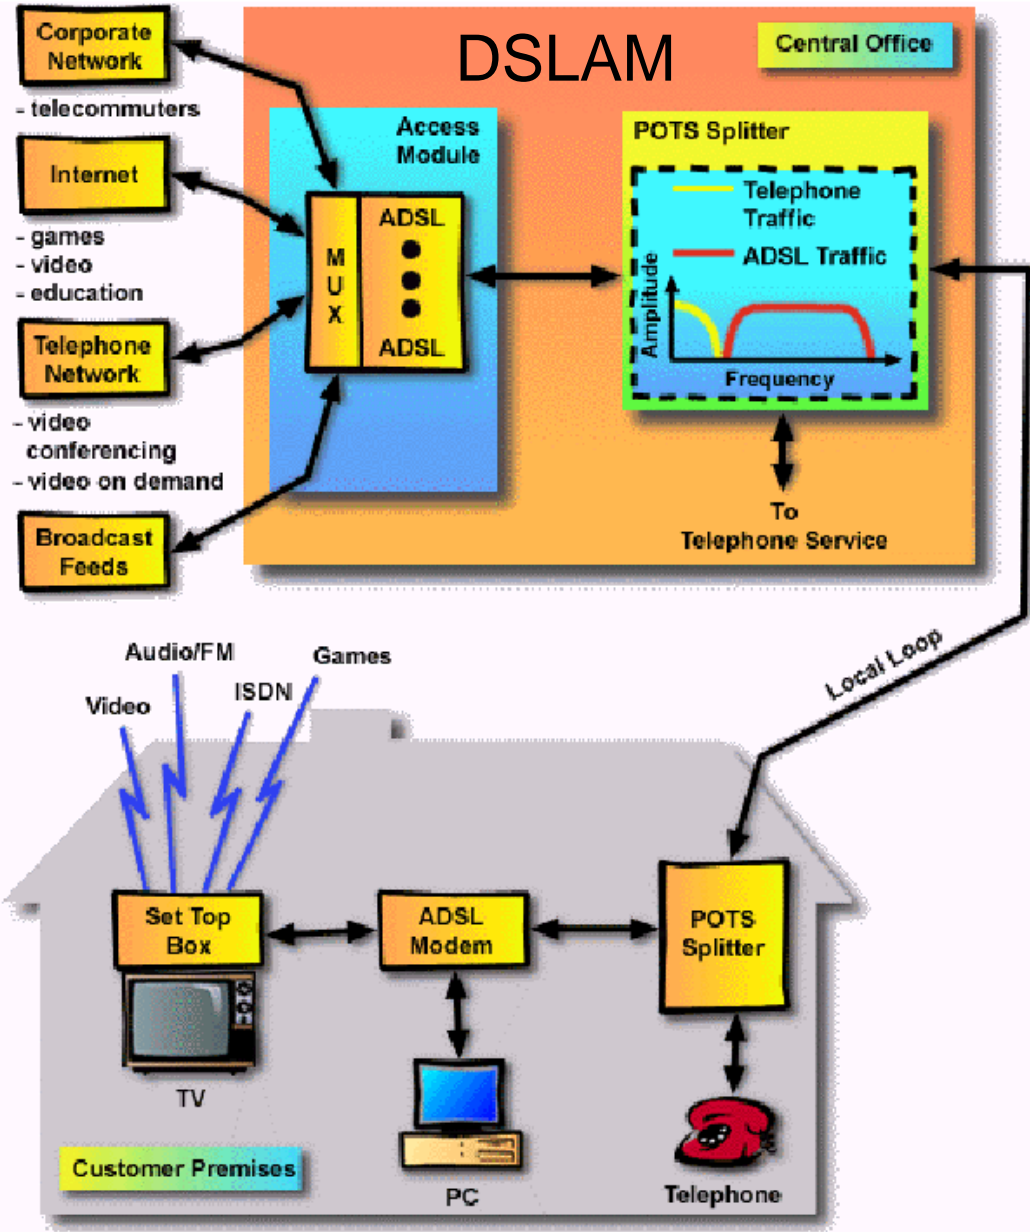 Corporate
Network
- telecommuters
Internet
- games
- video
- education
Telephone
Network
- video
conferencing
- video on demand
Broadcast
Feeds
DSLAM
Central Office
Access
Module
MUX
ADSL
ADSL
POTS Splitter
Telephone
Traffic
ADSL Traffic
Amplitude
Frequency
To
Telephone Service
Local Loop
Audio/FM
Games
ISDN
Video
Set Top
Box
ADSL
Modem
POTS
Splitter
TV
PC
Telephone
Customer Premises